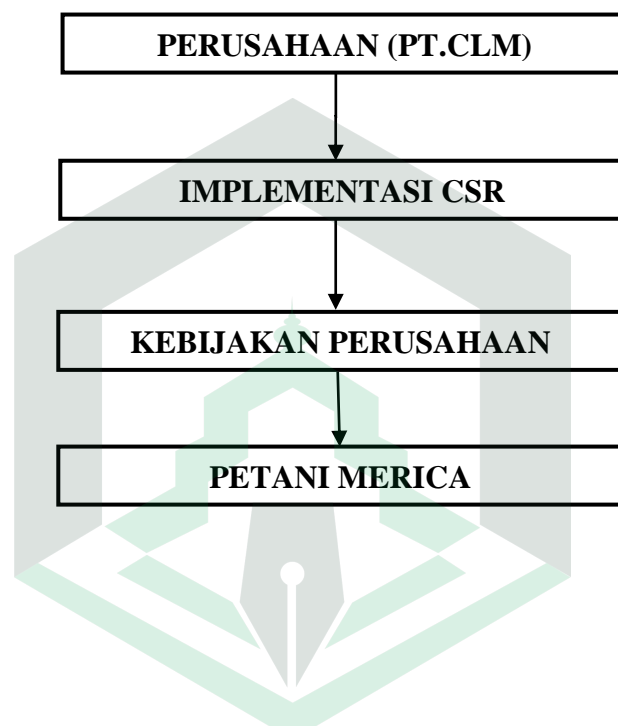 PERUSAHAAN (PT.CLM)
IMPLEMENTASI CSR
KEBIJAKAN PERUSAHAAN
PETANI MERICA